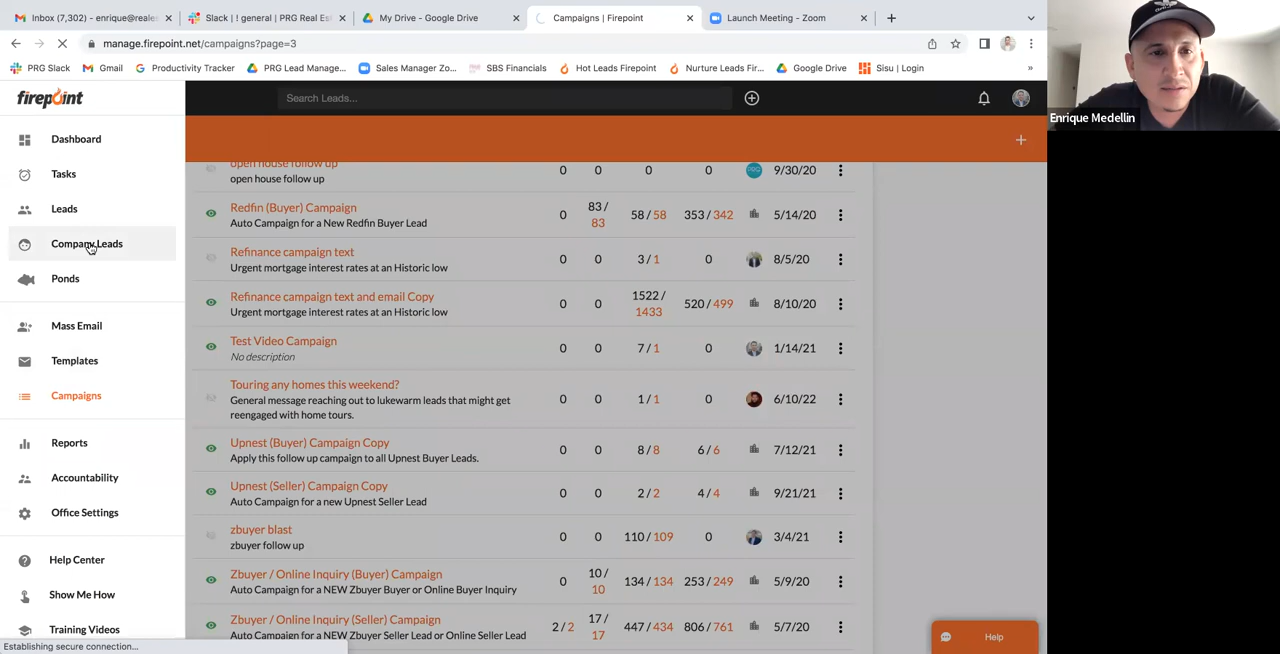 Inbox (7,302) - enrique@reales
Slack | ! general | PRG Real Est
My Drive - Google Drive
Campaigns | Firepoint
Launch Meeting - Zoom
manage.firepoint.net/campaigns?page=3
PRG Slack
Gmail
Productivity Tracker
PRG Lead Manage...
Sales Manager Zo...
SBS Financials
Hot Leads Firepoint
Nurture Leads Fir...
Google Drive
Sisu | Login
»
firepoint
Search Leads...
Dashboard
Tasks
Leads
Company Leads
Ponds
Mass Email
Templates
Campaigns
Reports
Accountability
Office Settings
Help Center
Show Me How
Training Videos
Establishing secure connection...
open house follow up
open house follow up
0 0 0 0 9/30/20
Redfin (Buyer) Campaign
Auto Campaign for a New Redfin Buyer Lead
0 83 / 83 58 / 58 353 / 342 5/14/20
Refinance campaign text
Urgent mortgage interest rates at an Historic low
0 0 3 / 1 0 8/5/20
Refinance campaign text and email Copy
Urgent mortgage interest rates at an Historic low
0 0 1522 / 1433 520 / 499 8/10/20
Test Video Campaign
No description
0 0 7 / 1 0 1/14/21
Touring any homes this weekend?
General message reaching out to lukewarm leads that might get
reengaged with home tours.
0 0 1 / 1 0 6/10/22
Upnest (Buyer) Campaign Copy
Apply this follow up campaign to all Upnest Buyer Leads.
0 0 8 / 8 6 / 6 7/12/21
Upnest (Seller) Campaign Copy
Auto Campaign for a new Upnest Seller Lead
0 0 2 / 2 4 / 4 9/21/21
zbuyer blast
zbuyer follow up
0 0 110 / 109 0 3/4/21
Zbuyer / Online Inquiry (Buyer) Campaign
Auto Campaign for a NEW Zbuyer Buyer or Online Buyer Inquiry
0 10 / 10 134 / 134 253 / 249 5/9/20
Zbuyer / Online Inquiry (Seller) Campaign
Auto Campaign for a NEW Zbuyer Seller Lead or Online Seller Lead
2 / 2 17 / 17 447 / 434 806 / 761 5/7/20
Help
Enrique Medellin